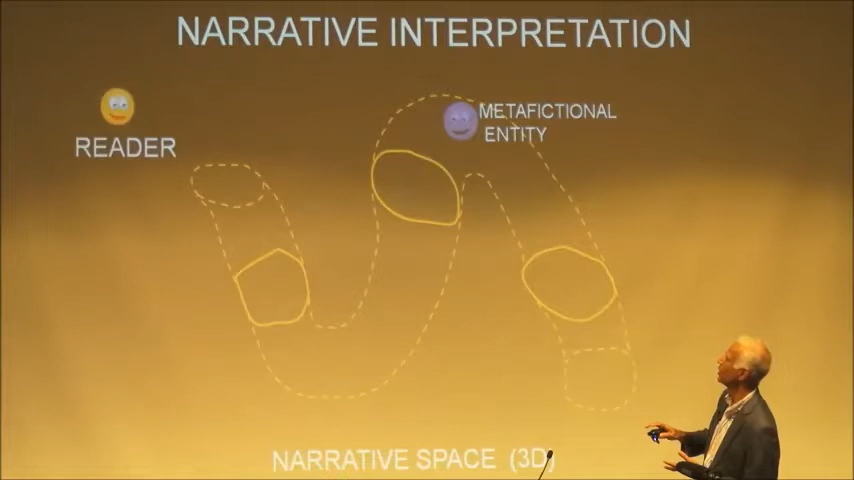 NARRATIVE INTERPRETATION
READER
METAFICTIONAL
ENTITY
NARRATIVE SPACE (3D)